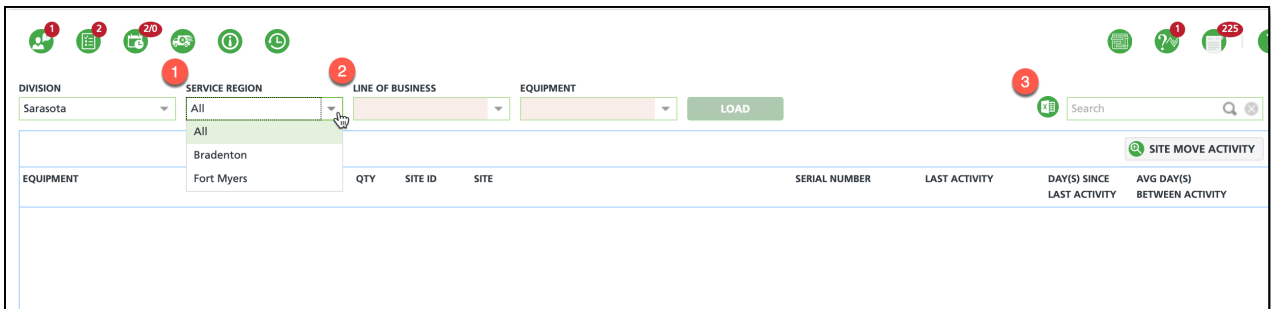 1
2
2/0
1
225
1
2
3
DIVISION
SERVICE REGION
LINE OF BUSINESS
EQUIPMENT
Sarasota
All
LOAD
Search
All
Bradenton
Fort Myers
SITE MOVE ACTIVITY
EQUIPMENT
QTY
SITE ID
SITE
SERIAL NUMBER
LAST ACTIVITY
DAY(S) SINCE
LAST ACTIVITY
AVG DAY(S)
BETWEEN ACTIVITY